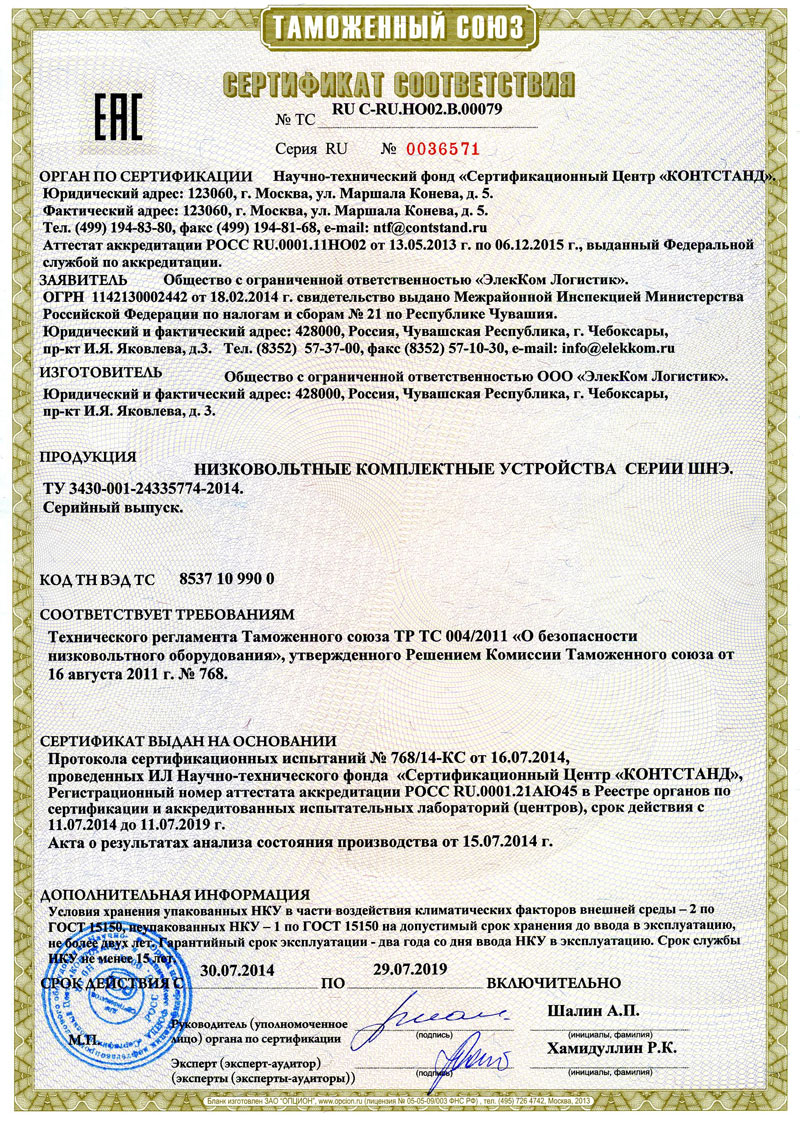 ТАМОЖЕННЫЙ СОЮЗ
СЕРТИФИКАТ СООТВЕТСТВИЯ
ЕАС
№ ТС RU С-RU.НО02.В.00079
Серия RU № 0036571
ОРГАН ПО СЕРТИФИКАЦИИ Научно-технический фонд «Сертификационный Центр «КОНТСТАНД».
Юридический адрес: 123060, г. Москва, ул. Маршала Конева, д. 5.
Фактический адрес: 123060, г. Москва, ул. Маршала Конева, д. 5.
Тел. (499) 194-83-80, факс (499) 194-81-68, e-mail: ntf@contstand.ru
Аттестат аккредитации РОСС RU.0001.11НО02 от 13.05.2013 г. по 06.12.2015 г., выданный Федеральной
службой по аккредитации.
ЗАЯВИТЕЛЬ Общество с ограниченной ответственностью «ЭлекКом Логистик».
ОГРН 1142130002442 от 18.02.2014 г. свидетельство выдано Межрайонной Инспекцией Министерства
Российской Федерации по налогам и сборам № 21 по Республике Чувашия.
Юридический и фактический адрес: 428000, Россия, Чувашская Республика, г. Чебоксары,
пр-кт И.Я. Яковлева, д.3. Тел. (8352) 57-37-00, факс (8352) 57-10-30, e-mail: info@elekkom.ru
ИЗГОТОВИТЕЛЬ Общество с ограниченной ответственностью ООО «ЭлекКом Логистик».
Юридический и фактический адрес: 428000, Россия, Чувашская Республика, г. Чебоксары,
пр-кт И.Я. Яковлева, д. 3.
ПРОДУКЦИЯ
НИЗКОВОЛЬТНЫЕ КОМПЛЕКТНЫЕ УСТРОЙСТВА СЕРИИ ШНЭ.
ТУ 3430-001-24335774-2014.
Серийный выпуск.
КОД ТН ВЭД ТС 8537 10 990 0
СООТВЕТСТВУЕТ ТРЕБОВАНИЯМ
Технического регламента Таможенного союза ТР ТС 004/2011 «О безопасности
низковольтного оборудования», утвержденного Решением Комиссии Таможенного союза от
16 августа 2011 г. № 768.
СЕРТИФИКАТ ВЫДАН НА ОСНОВАНИИ
Протокола сертификационных испытаний № 768/14-КС от 16.07.2014,
проведенных ИЛ Научно-технического фонда «Сертификационный Центр «КОНТСТАНД»,
Регистрационный номер аттестата аккредитации РОСС RU.0001.21АЮ45 в Реестре органов по
сертификации и аккредитованных испытательных лабораторий (центров), срок действия с
11.07.2014 до 11.07.2019 г.
Акта о результатах анализа состояния производства от 15.07.2014 г.
ДОПОЛНИТЕЛЬНАЯ ИНФОРМАЦИЯ
Условия хранения упакованных НКУ в части воздействия климатических факторов внешней среды – 2 по
ГОСТ 15150, неупакованных НКУ – 1 по ГОСТ 15150 на допустимый срок хранения до ввода в эксплуатацию,
не более двух лет. Гарантийный срок эксплуатации - два года со дня ввода НКУ в эксплуатацию. Срок службы
НКУ не менее 15 лет.
СРОК ДЕЙСТВИЯ С 30.07.2014 ПО 29.07.2019 ВКЛЮЧИТЕЛЬНО
М.П.
Руководитель (уполномоченное
лицо) органа по сертификации
(подпись)
Шалин А.П.
(инициалы, фамилия)
Эксперт (эксперт-аудитор)
(эксперты (эксперты-аудиторы))
(подпись)
Хамидуллин Р.К.
(инициалы, фамилия)
Бланк изготовлен ЗАО "ОПЦИОН", www.opcion.ru (лицензия № 05-05-09/003 ФНС РФ) , тел. (495) 726 4742, Москва, 2013